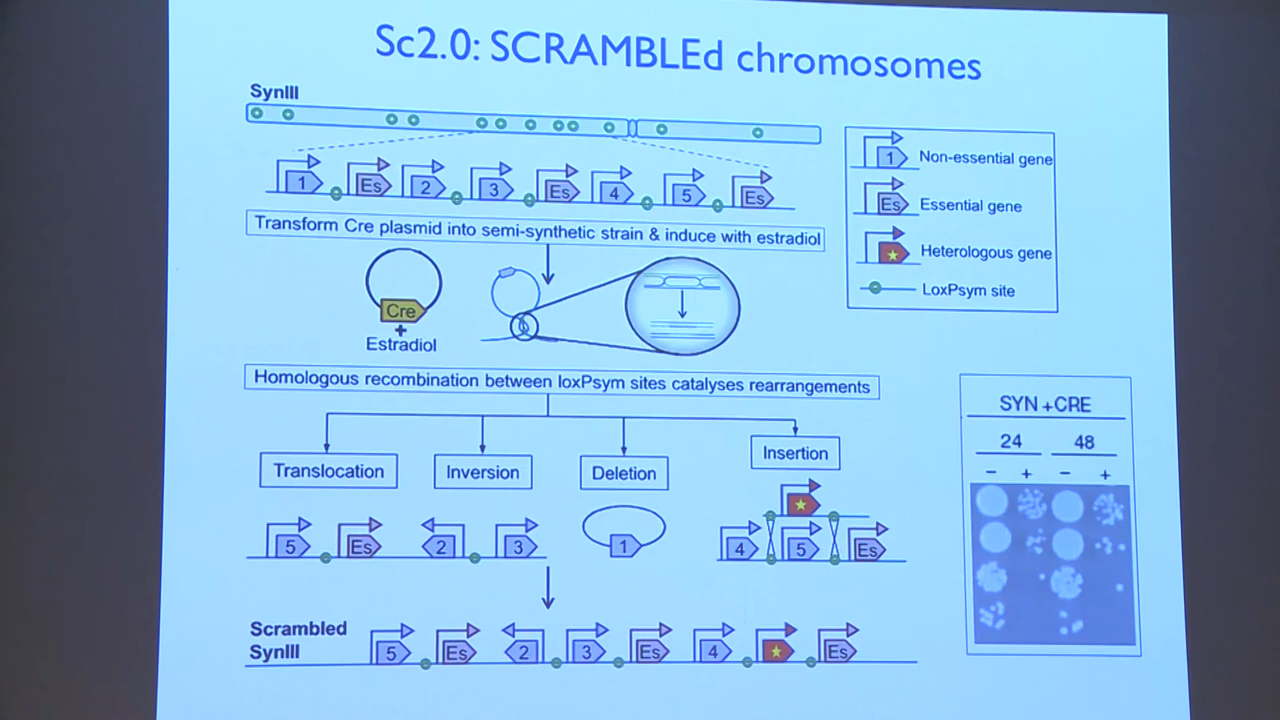 Sc2.0: SCRAMBLEd chromosomes
SynIII
1 Es 2 3 Es 4 5 Es
Transform Cre plasmid into semi-synthetic strain & induce with estradiol
Cre
+
Estradiol
Homologous recombination between loxPsym sites catalyses rearrangements
Translocation Inversion Deletion Insertion
5 Es 2 3 1 4 5 Es
Scrambled
SynIII
5 Es 2 3 Es 4 Es
1 Non-essential gene
Es Essential gene
Heterologous gene
LoxPsym site
SYN +CRE
24 48
– + – +